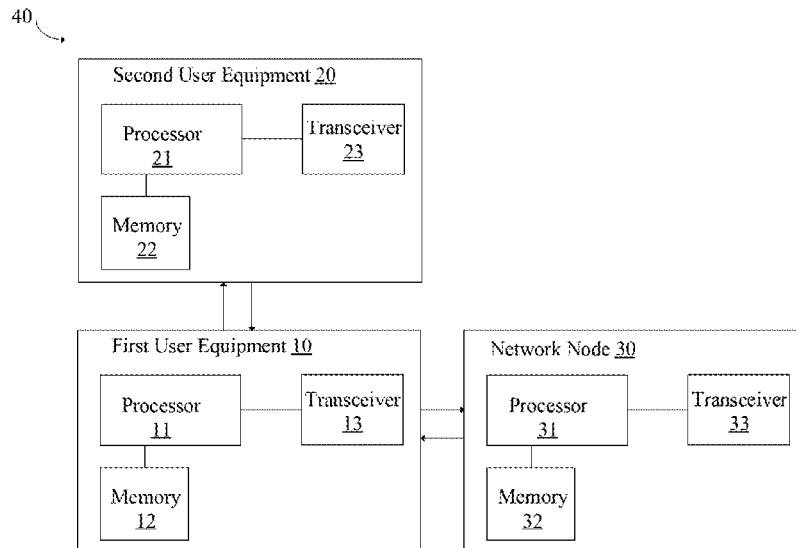 40
Second User Equipment 20
Processor
21
Transceiver
23
Memory
22
First User Equipment 10
Processor
11
Transceiver
13
Memory
12
Network Node 30
Processor
31
Transceiver
33
Memory
32